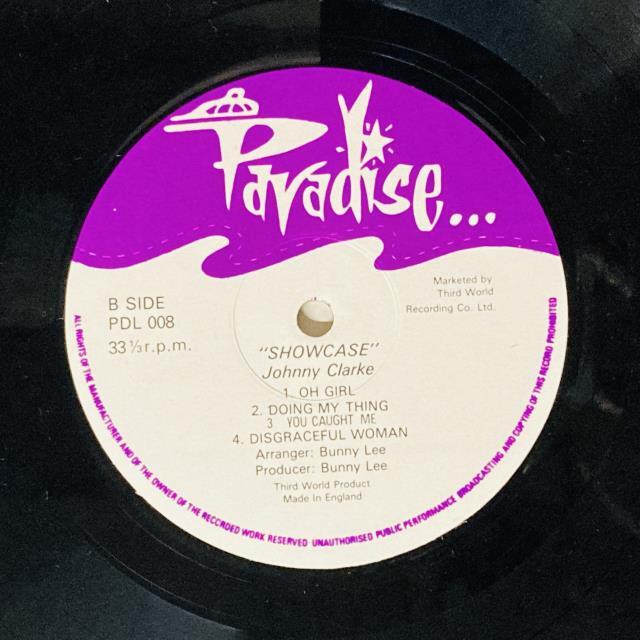 Paradise...
Marketed by
Third World
Recording Co. Ltd.
B SIDE
PDL 008
33 ⅓ r.p.m.
"SHOWCASE"
Johnny Clarke
1. OH GIRL
2. DOING MY THING
3 YOU CAUGHT ME
4. DISGRACEFUL WOMAN
Arranger: Bunny Lee
Producer: Bunny Lee
Third World Product
Made In England
ALL RIGHTS OF THE MANUFACTURER AND OF THE OWNER OF THE RECORDED WORK RESERVED UNAUTHORISED PUBLIC PERFORMANCE BROADCASTING AND COPYING OF THIS RECORD PROHIBITED